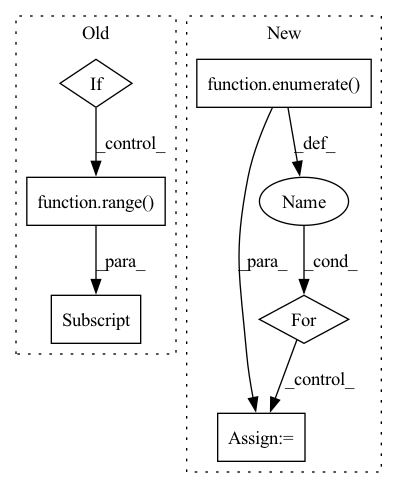 Old
New
If
function.enumerate()
_control_
_def_
function.range()
Name
_para_
_para_
_cond_
Subscript
For
_control_
Assign:=